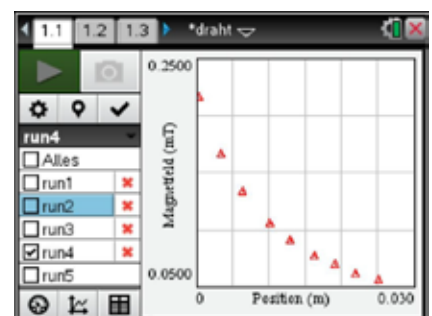 1.1 1.2 1.3 *draht
0.2500
Magnetfeld (mT)
run4
Alles
run1
run2
run3
run4
run5
0.0500
0 Position (m) 0.030